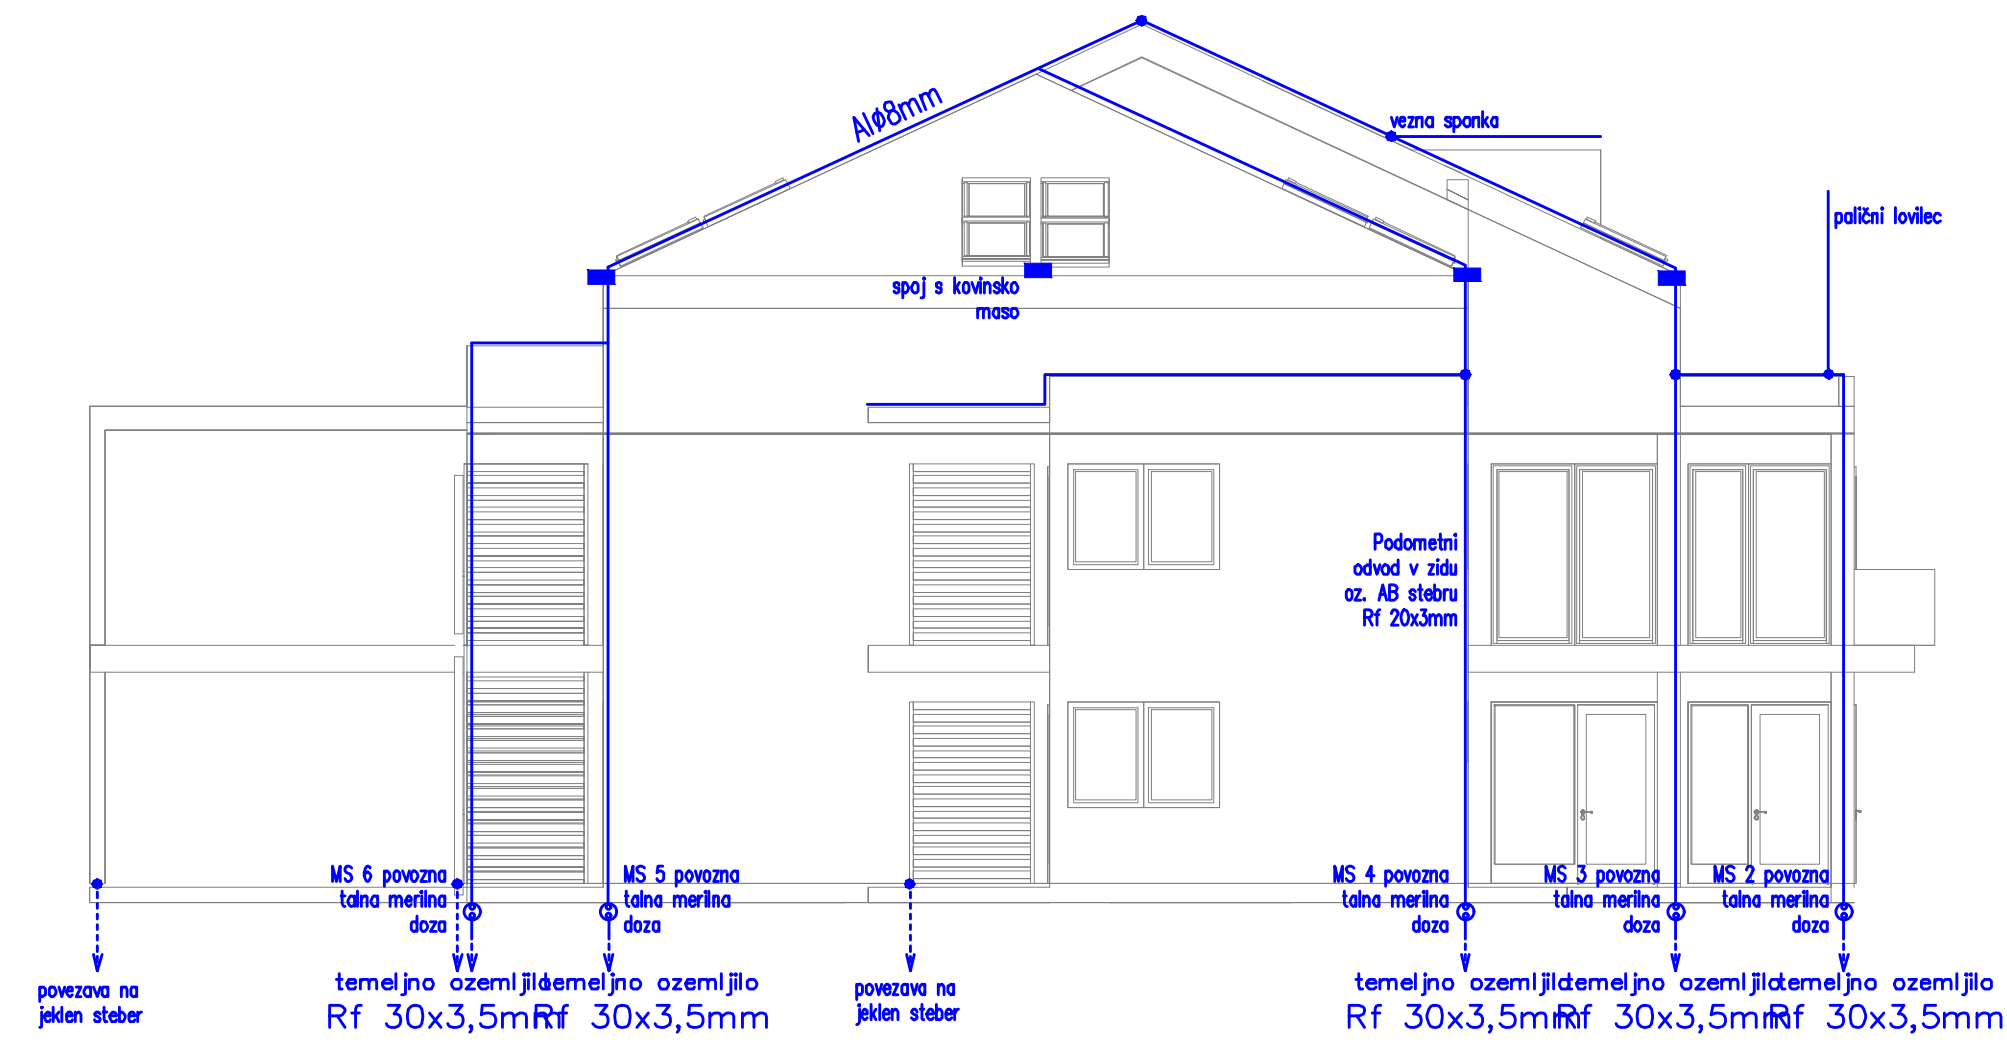 Alø8mm
vezna sponka
palični lovilec
spoj s kovinsko
maso
Podometni
odvod v zidu
oz. AB stebru
Rf 20x3mm
MS 6 povozna
talna merilna
doza
MS 5 povozna
talna merilna
doza
MS 4 povozna
talna merilna
doza
MS 3 povozna
talna merilna
doza
MS 2 povozna
talna merilna
doza
povezava na
jeklen steber
temeljno ozemljilo
Rf 30x3,5mm
temeljno ozemljilo
Rf 30x3,5mm
povezava na
jeklen steber
temeljno ozemljilo
Rf 30x3,5mm
temeljno ozemljilo
Rf 30x3,5mm
temeljno ozemljilo
Rf 30x3,5mm